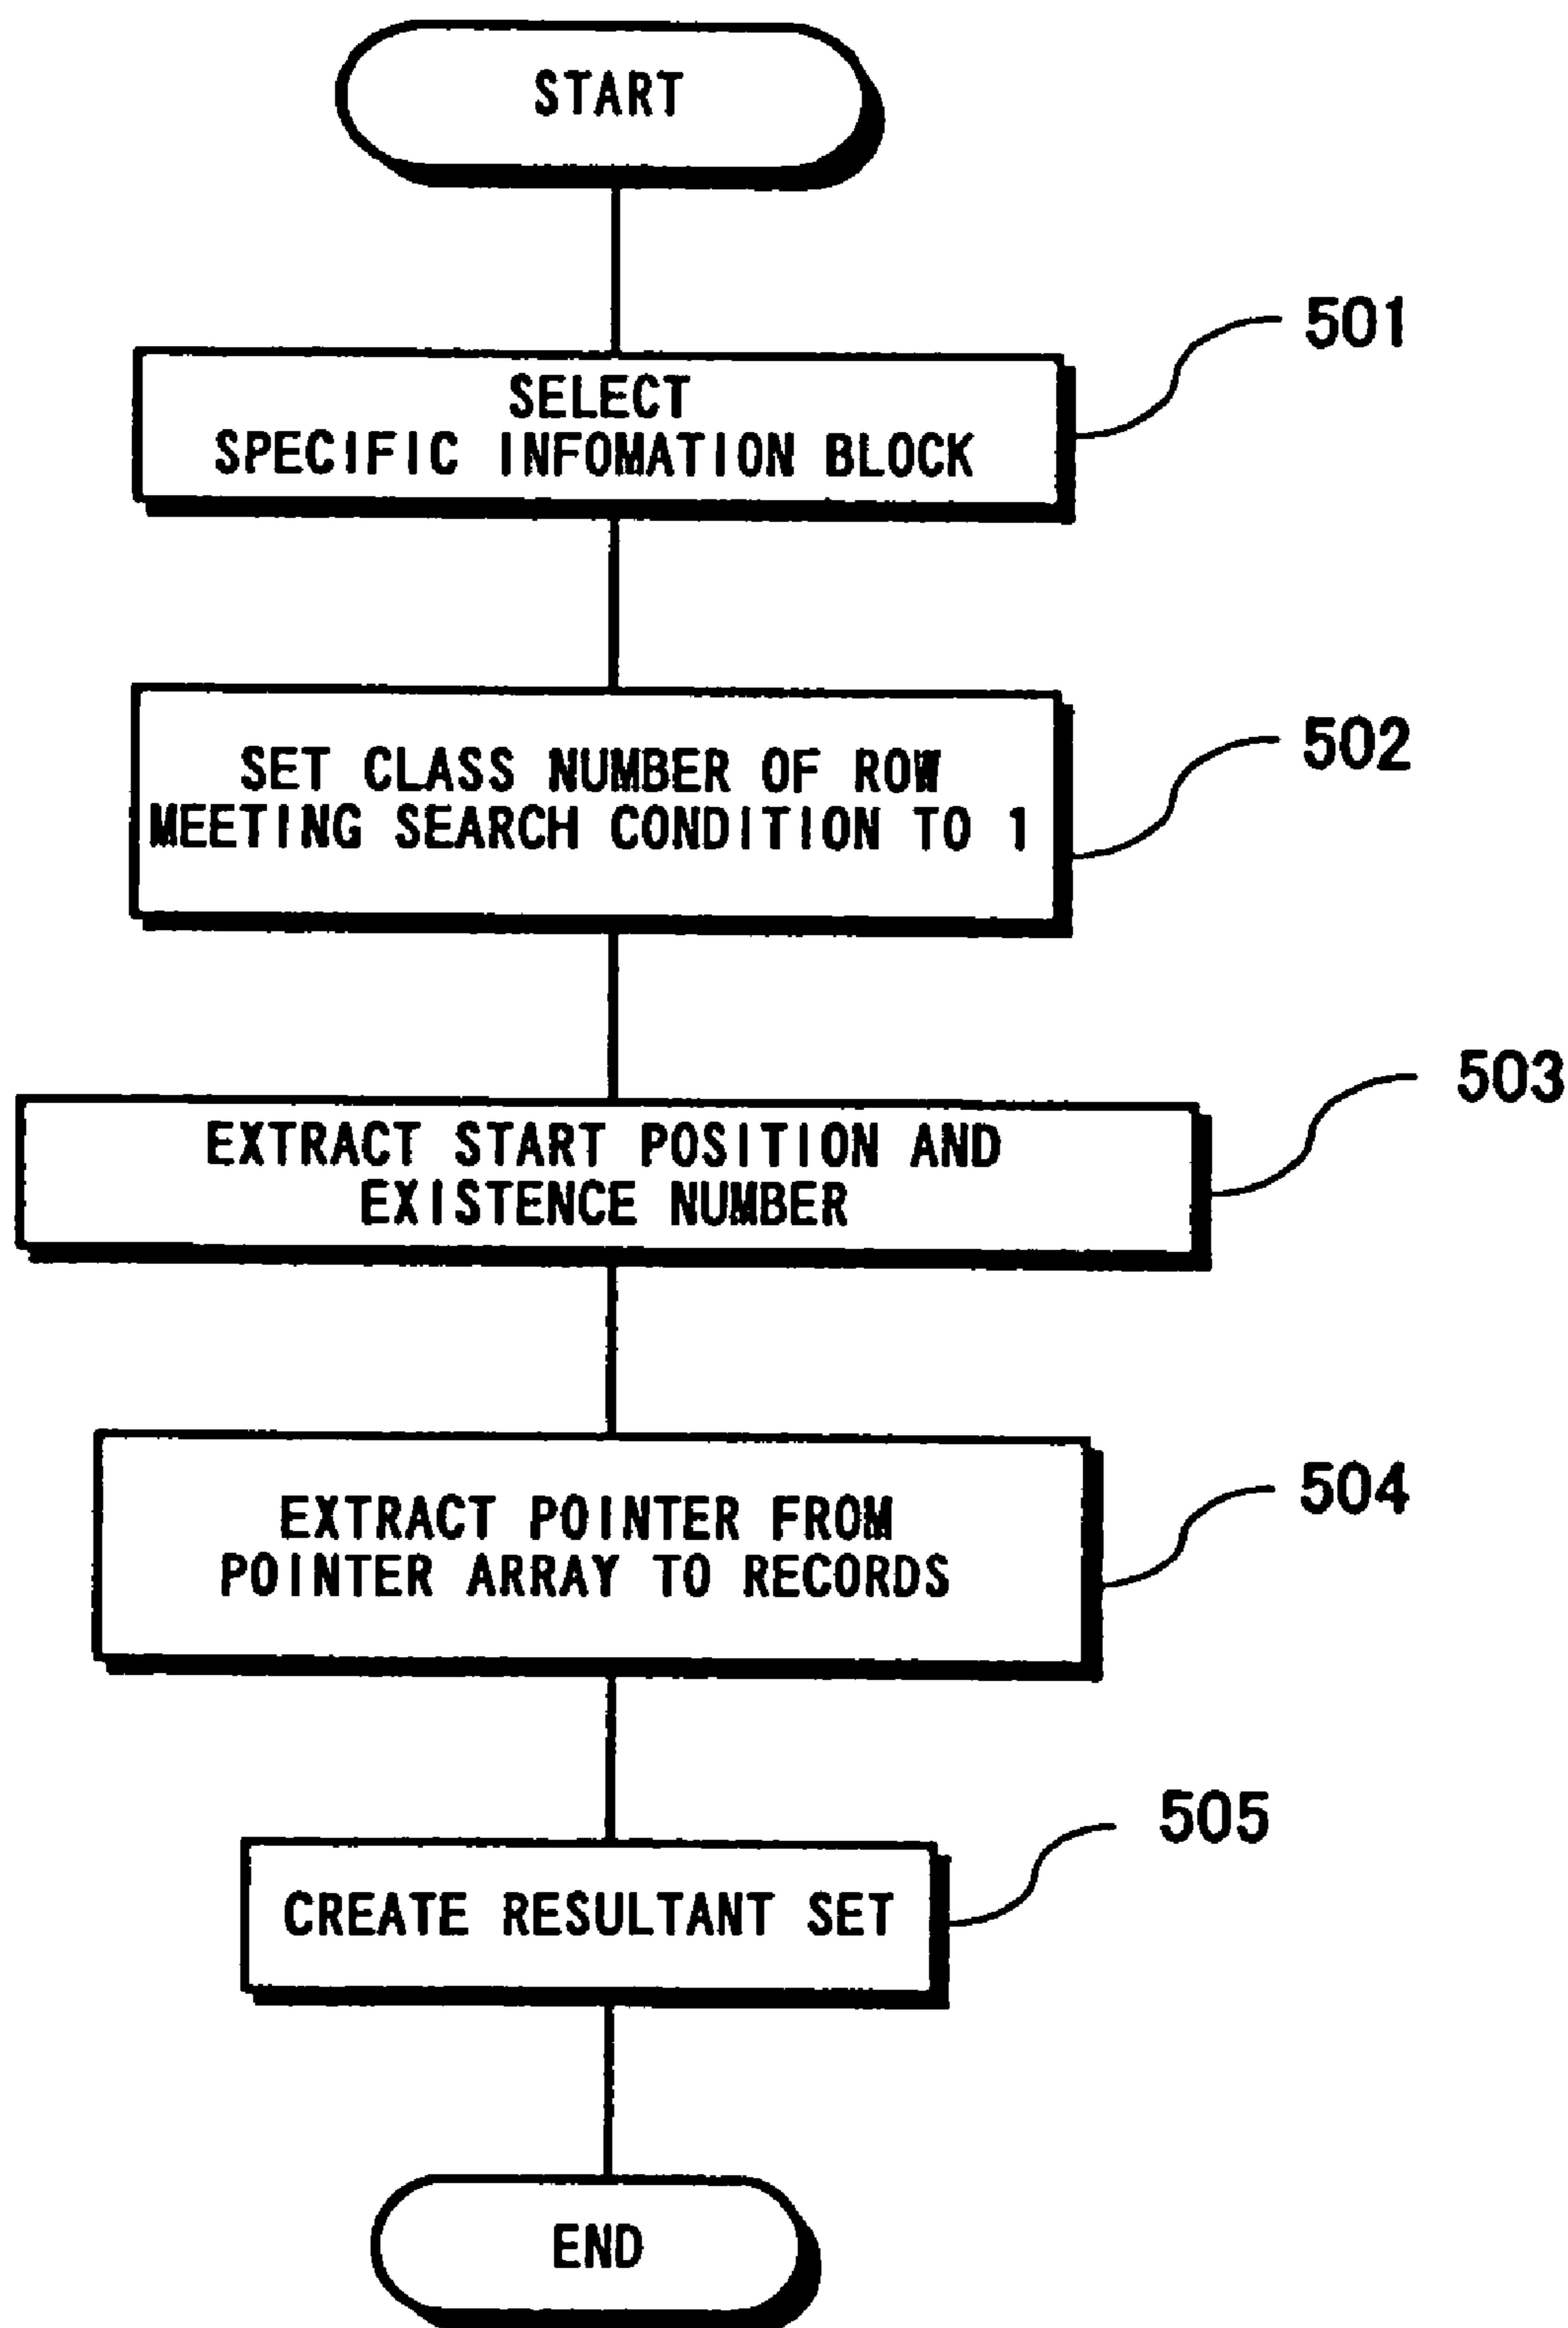 START
501
SELECT
SPECIFIC INFOMATION BLOCK
502
SET CLASS NUMBER OF ROW
MEETING SEARCH CONDITION TO 1
503
EXTRACT START POSITION AND
EXISTENCE NUMBER
504
EXTRACT POINTER FROM
POINTER ARRAY TO RECORDS
505
CREATE RESULTANT SET
END